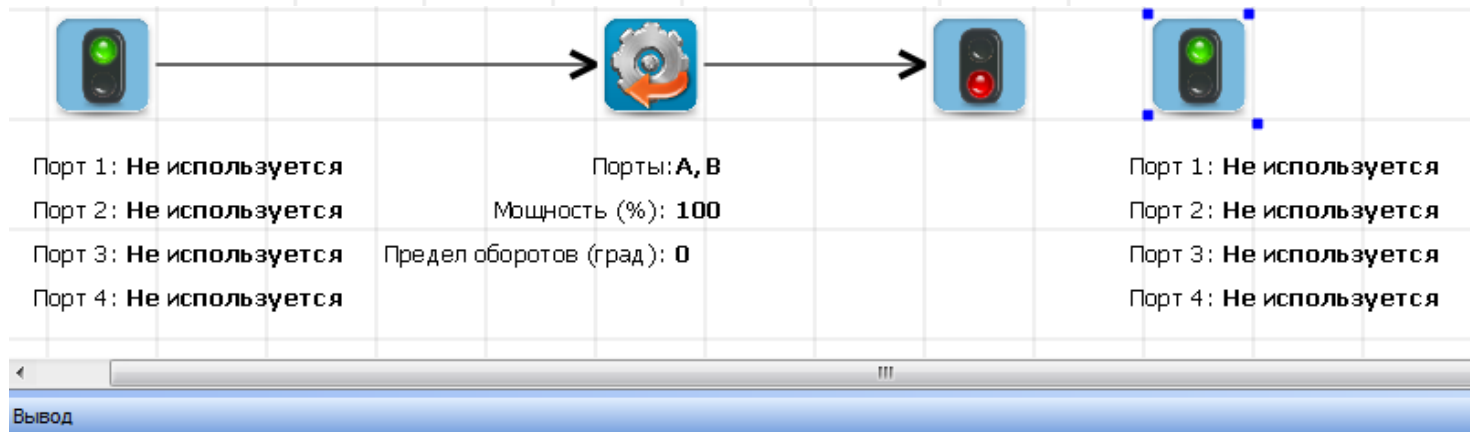 Порт 1: Не используется
Порт 2: Не используется
Порт 3: Не используется
Порт 4: Не используется
Порты:А, В
Мощность (%): 100
Предел оборотов (град): 0
Порт 1: Не используется
Порт 2: Не используется
Порт 3: Не используется
Порт 4: Не используется
Вывод